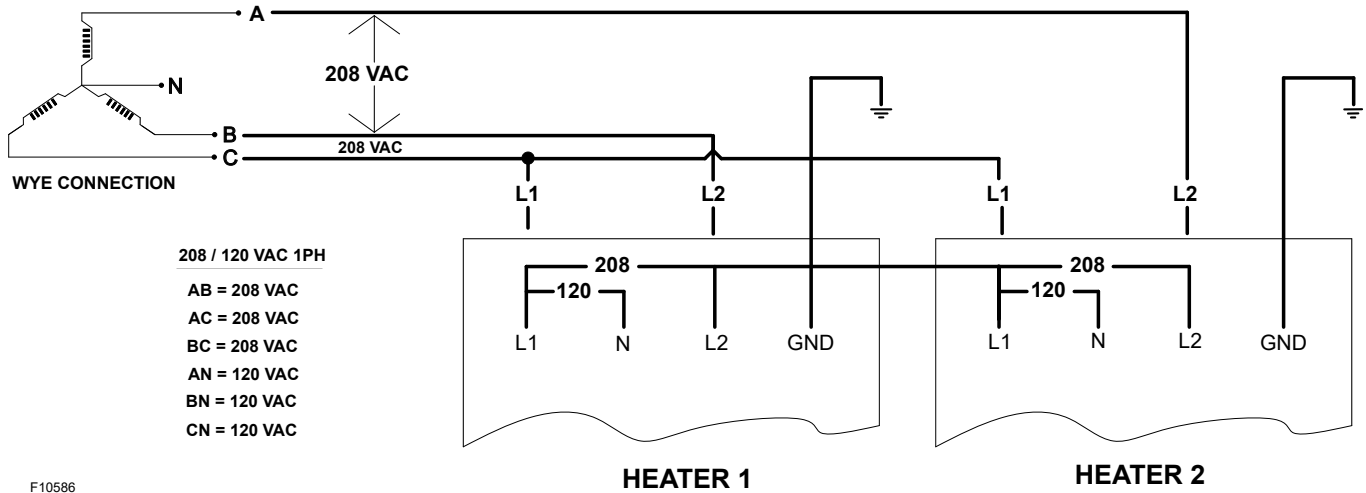 A
208 VAC
N
B
208 VAC
C
WYE CONNECTION
L1
L2
L1
L2
208 / 120 VAC 1PH
AB = 208 VAC
AC = 208 VAC
BC = 208 VAC
AN = 120 VAC
BN = 120 VAC
CN = 120 VAC
208
120
L1
N
L2
GND
208
120
L1
N
L2
GND
HEATER 1
HEATER 2
F10586